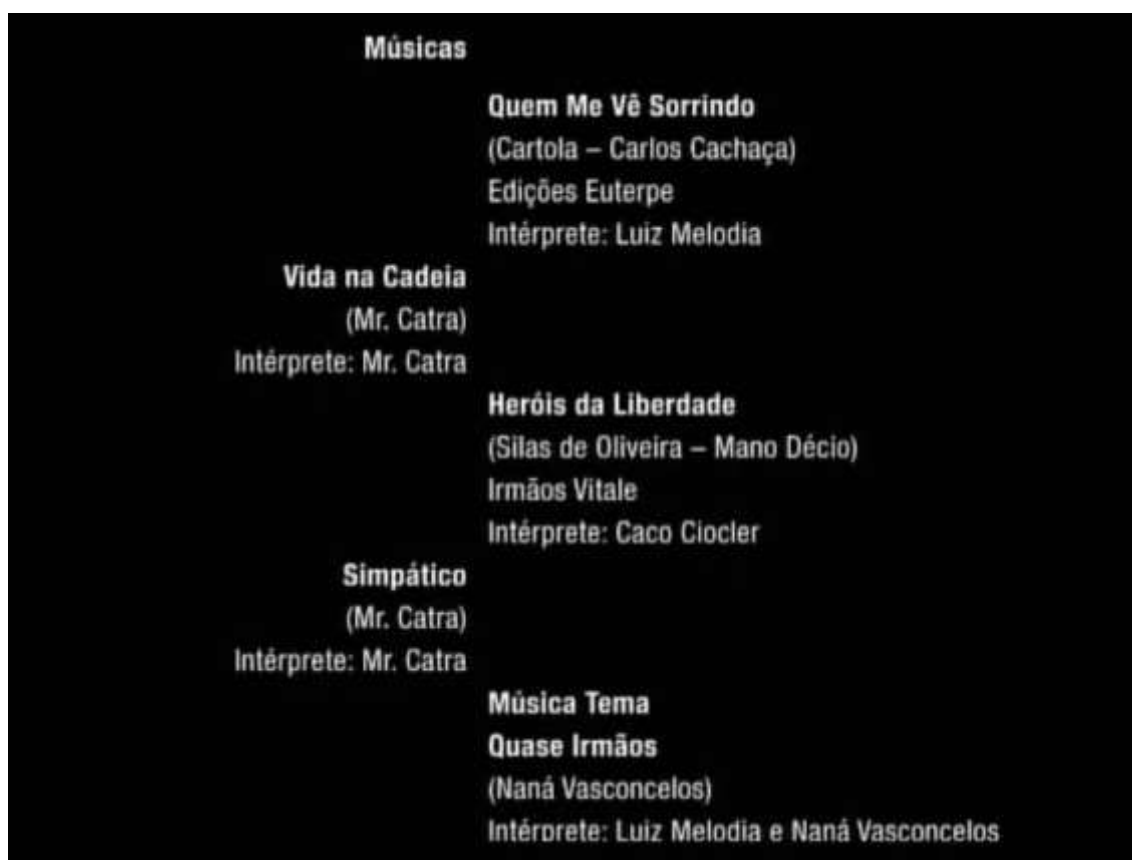 Músicas
Quem Me Vê Sorrindo
(Cartola – Carlos Cachaça)
Edições Euterpe
Intérprete: Luiz Melodia
Vida na Cadeia
(Mr. Catra)
Intérprete: Mr. Catra
Heróis da Liberdade
(Silas de Oliveira – Mano Décio)
Irmãos Vitale
Intérprete: Caco Ciocler
Simpático
(Mr. Catra)
Intérprete: Mr. Catra
Música Tema
Quase Irmãos
(Naná Vasconcelos)
Intérprete: Luiz Melodia e Naná Vasconcelos